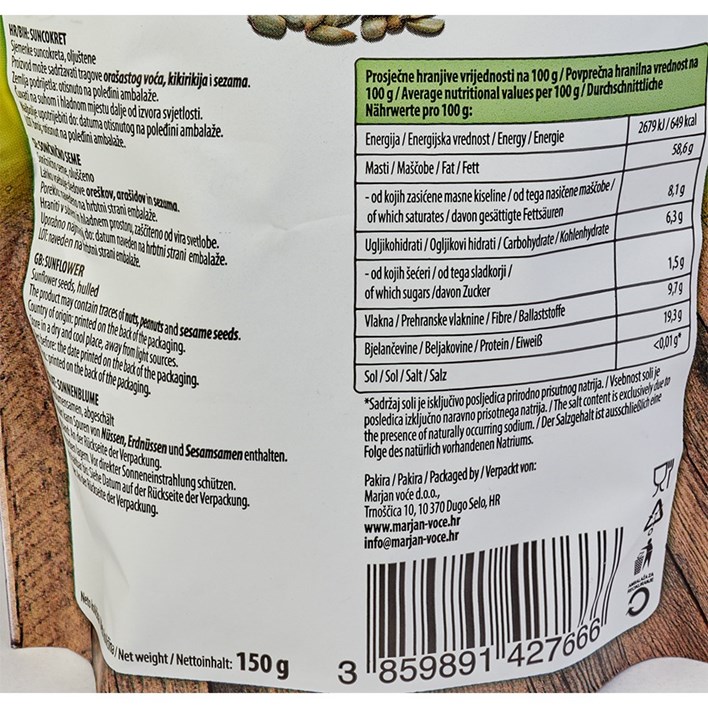 HR/BIH: SUNCOKRET
Sjemenke suncokreta, oljuštene
Proizvod može sadržavati tragove orašastog voća, kikirikija i sezama.
Zemlja podrijetla: otisnuto na poleđini ambalaže.
na suhom i hladnom mjestu dalje od izvora svjetlosti.
upotrijebiti do: datuma otisnutog na poleđini ambalaže.
na poleđini ambalaže.
SEME
oluščeno
sledove oreškov, arašidov in sezama.
naveden na hrbtni strani embalaže.
hladnem prostoru, zaščiteno od vira svetlobe.
Uporabno do: datum naveden na hrbtni strani embalaže.
LOT: naveden na hrbtni strani embalaže.
GB: SUNFLOWER
Sunflower seeds, hulled
The product may contain traces of nuts, peanuts and sesame seeds.
Country of origin: printed on the back of the packaging.
in a dry and cool place, away from light sources.
before: the date printed on the back of the packaging.
printed on the back of the packaging.
SONNENBLUME
abgeschält
Spuren von Nüssen, Erdnüssen und Sesamsamen enthalten.
der Rückseite der Verpackung.
Vor direkter Sonneneinstrahlung schützen.
Siehe Datum auf der Rückseite der Verpackung.
Rückseite der Verpackung.
/ Net weight / Nettoinhalt: 150 g
Prosječne hranjive vrijednosti na 100 g / Povprečna hranilna vrednost na
100 g / Average nutritional values per 100 g / Durchschnittliche
Nährwerte pro 100 g:
Energija / Energijska vrednost / Energy / Energie 2679 kJ / 649 kcal
Masti / Maščobe / Fat / Fett 58,6 g
- od kojih zasićene masne kiseline / od tega nasičene maščobe /
of which saturates / davon gesättigte Fettsäuren 8,1 g
Ugljikohidrati / Ogljikovi hidrati / Carbohydrate / Kohlenhydrate 6,3 g
- od kojih šećeri / od tega sladkorji /
of which sugars /davon Zucker 1,5 g
Vlakna / Prehranske vlaknine / Fibre / Ballaststoffe 9,7 g
Bjelančevine / Beljakovine / Protein / Eiweiß 19,3 g
Sol / Sol / Salt / Salz <0,01 g*
*Sadržaj soli je isključivo posljedica prirodno prisutnog natrija. / Vsebnost soli je
posledica izključno naravno prisotnega natrija. / The salt content is exclusively due to
the presence of naturally occurring sodium. / Der Salzgehalt ist ausschließlich eine
Folge des natürlich vorhandenen Natriums.
Pakira / Pakira / Packaged by / Verpackt von:
Marjan voće d.o.o.,
Trnoščica 10, 10 370 Dugo Selo, HR
www.marjan-voce.hr
info@marjan-voce.hr
3 859891 427666